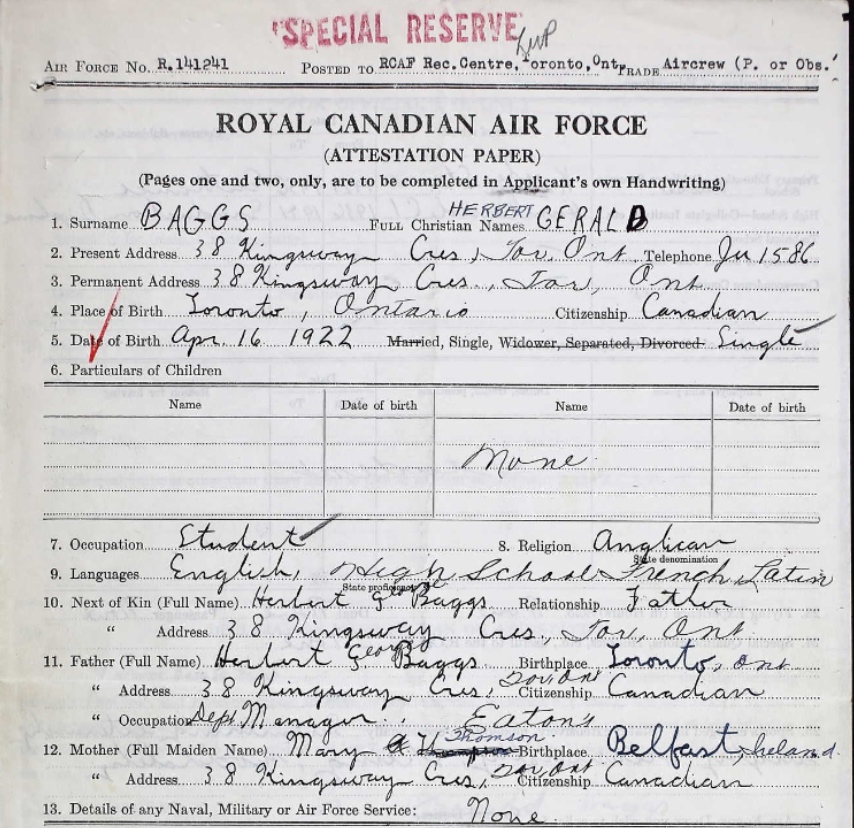 "SPECIAL RESERVE"
AIR FORCE NO. R.141241 POSTED TO RCAF Rec.Centre, Toronto, Ont. TRADE Aircrew (P. or Obs.)
ROYAL CANADIAN AIR FORCE
(ATTESTATION PAPER)
(Pages one and two, only, are to be completed in Applicant's own Handwriting)
1. Surname BAGGS FULL Christian Names HERBERT GERALD
2. Present Address 38 Kingsway Cres, Tor. Ont Telephone Ju 1586
3. Permanent Address 38 Kingsway Cres., Tor, Ont
4. Place of Birth Toronto, Ontario Citizenship Canadian
5. Date of Birth Apr. 16 1922 Married, Single, Widower, Separated, Divorced. Single
6. Particulars of Children
Name Date of birth Name Date of birth
None
7. Occupation Student 8. Religion Anglican
State denomination
9. Languages English, High School French, Latin
State proficiency
10. Next of Kin (Full Name) Herbert Baggs Relationship Father
" Address 38 Kingsway Cres, Tor, Ont
11. Father (Full Name) Herbert George Baggs Birthplace Toronto, Ont
" Address 38 Kingsway Cres, Tor Ont Citizenship Canadian
" Occupation Dept Manager, Eatons
12. Mother (Full Maiden Name) Mary Thompson Thomson Birthplace Belfast, Ireland.
" Address 38 Kingsway Cres, Tor Ont Citizenship Canadian
13. Details of any Naval, Military or Air Force Service: None